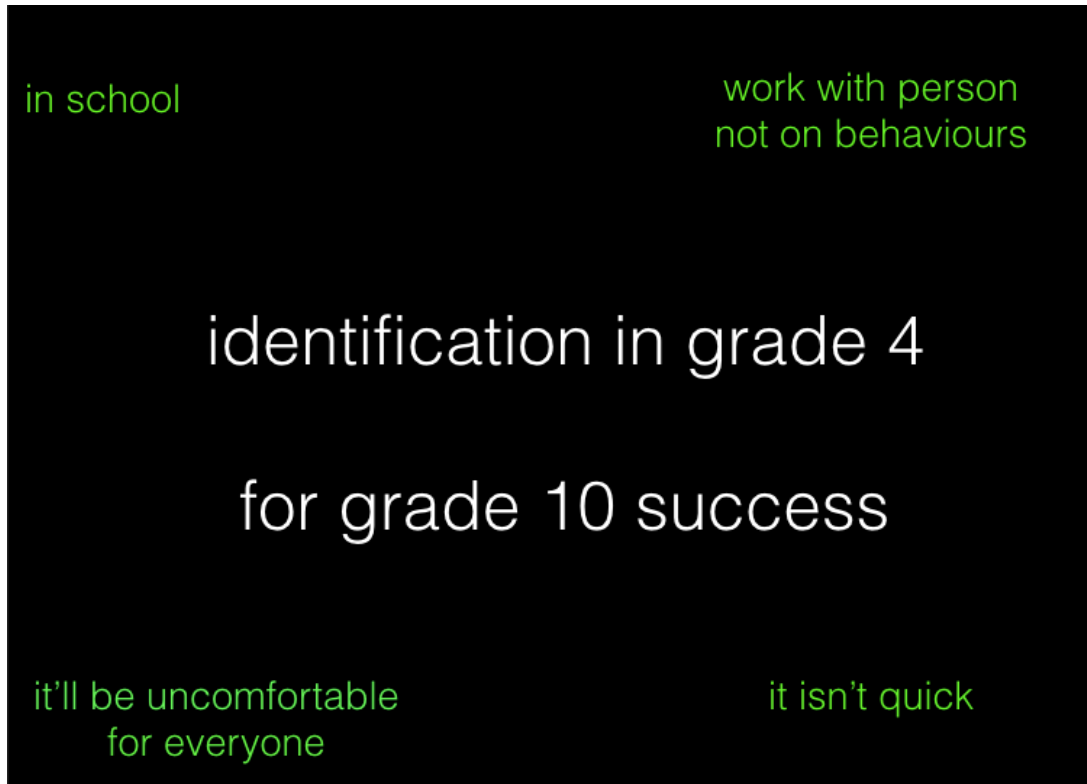 in school
work with person
not on behaviours
identification in grade 4
for grade 10 success
it'll be uncomfortable
for everyone
it isn't quick